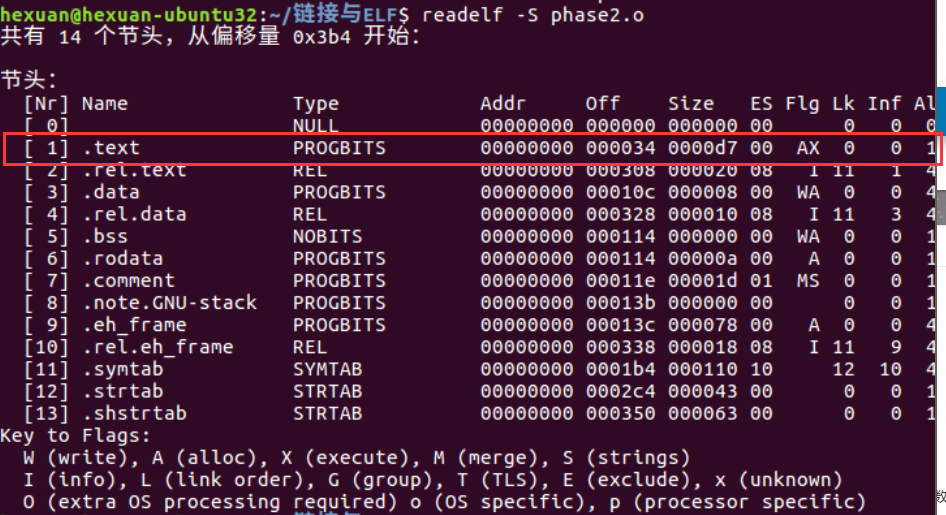 hexuan@hexuan-ubuntu32:~/链接与ELF$ readelf -S phase2.o
共有 14 个节头，从偏移量 0x3b4 开始：
节头：
[Nr] Name Type Addr Off Size ES Flg Lk Inf Al
[ 0] NULL 00000000 000000 000000 00 0 0 0
[ 1] .text PROGBITS 00000000 000034 0000d7 00 AX 0 0 1
[ 2] .rel.text REL 00000000 000308 000020 08 I 11 1 4
[ 3] .data PROGBITS 00000000 00010c 000008 00 WA 0 0 4
[ 4] .rel.data REL 00000000 000328 000010 08 I 11 3 4
[ 5] .bss NOBITS 00000000 000114 000000 00 WA 0 0 1
[ 6] .rodata PROGBITS 00000000 000114 00000a 00 A 0 0 1
[ 7] .comment PROGBITS 00000000 00011e 00001d 01 MS 0 0 1
[ 8] .note.GNU-stack PROGBITS 00000000 00013b 000000 00 0 0 1
[ 9] .eh_frame PROGBITS 00000000 00013c 000078 00 A 0 0 4
[10] .rel.eh_frame REL 00000000 000338 000018 08 I 11 9 4
[11] .symtab SYMTAB 00000000 0001b4 000110 10 12 10 4
[12] .strtab STRTAB 00000000 0002c4 000043 00 0 0 1
[13] .shstrtab STRTAB 00000000 000350 000063 00 0 0 1
Key to Flags:
W (write), A (alloc), X (execute), M (merge), S (strings)
I (info), L (link order), G (group), T (TLS), E (exclude), x (unknown)
O (extra OS processing required) o (OS specific), p (processor specific)